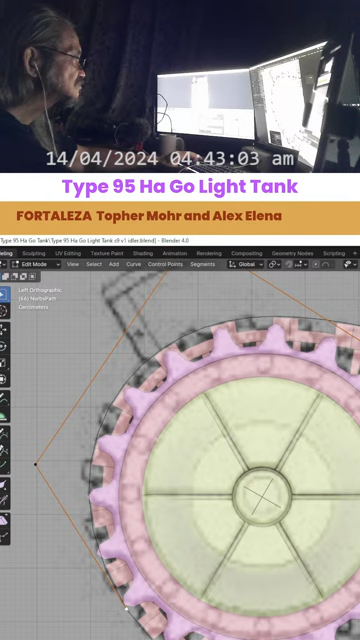 14/04/2024 04:43:03 am
Type 95 Ha Go Light Tank
FORTALEZA Topher Mohr and Alex Elena
Type 95 Ha Go Tank\Type 95 Ha Go Light Tank c9 v1 idler.blend] - Blender 4.0
Sculpting UV Editing Texture Paint Shading Animation Rendering Compositing Geometry Nodes Scripting
Edit Mode View Select Add Curve Control Points Segments Global
Left Orthographic
(46) NurbsPath
Centimeters